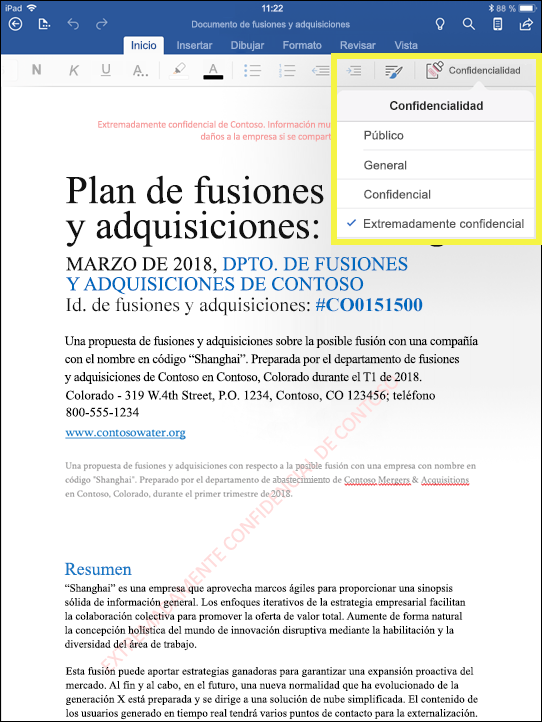 iPad 11:22 88 %
Documento de fusiones y adquisiciones
Inicio Insertar Dibujar Formato Revisar Vista
N K U A... A Confidencialidad
Confidencialidad
Público
General
Confidencial
Extremadamente confidencial
Extremadamente confidencial de Contoso. Información
daños a la empresa si se
Plan de fusiones
y adquisiciones:
MARZO DE 2018, DPTO. DE FUSIONES
Y ADQUISICIONES DE CONTOSO
Id. de fusiones y adquisiciones: #CO0151500
Una propuesta de fusiones y adquisiciones sobre la posible fusión con una compañía
con el nombre en código “Shanghai”. Preparada por el departamento de fusiones
y adquisiciones de Contoso en Contoso, Colorado durante el T1 de 2018.
Colorado - 319 W.4th Street, P.O. 1234, Contoso, CO 123456; teléfono
800-555-1234
www.contosowater.org
Una propuesta de fusiones y adquisiciones con respecto a la posible fusión con una empresa con nombre en
código "Shanghai". Preparado por el departamento de abastecimiento de Contoso Mergers & Acquisitions
en Contoso, Colorado, durante el primer trimestre de 2018.
EXTREMADAMENTE CONFIDENCIAL DE CONTOSO
Resumen
“Shanghai” es una empresa que aprovecha marcos ágiles para proporcionar una sinopsis
sólida de información general. Los enfoques iterativos de la estrategia empresarial facilitan
la colaboración colectiva para promover la oferta de valor total. Aumente de forma natural
la concepción holística del mundo de innovación disruptiva mediante la habilitación y la
diversidad del área de trabajo.
Esta fusión puede aportar estrategias ganadoras para garantizar una expansión proactiva del
mercado. Al fin y al cabo, en el futuro, una nueva normalidad que ha evolucionado de la
generación X está preparada y se dirige a una solución de nube simplificada. El contenido de
los usuarios generado en tiempo real tendrá varios puntos de contacto para la externalización.